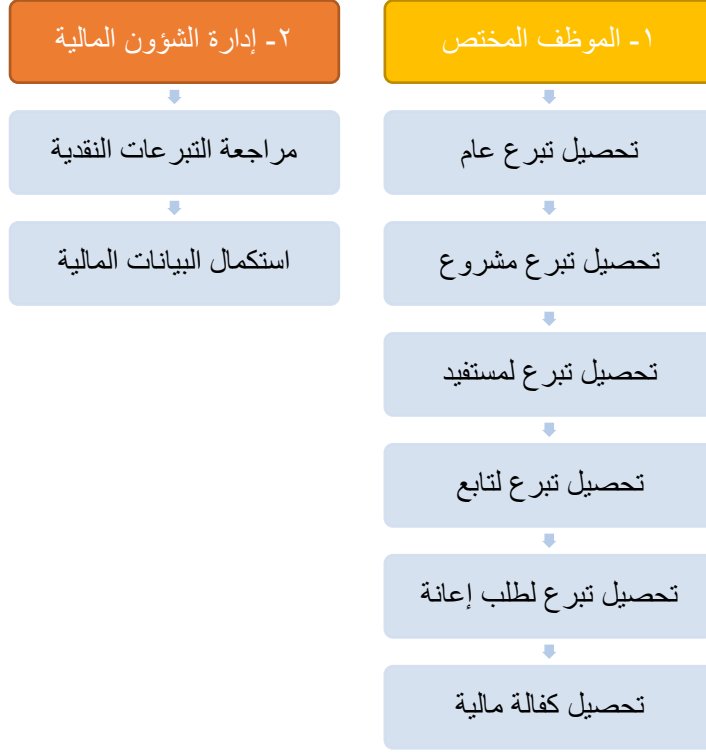 ١- الموظف المختص
تحصيل تبرع عام
تحصيل تبرع مشروع
تحصيل تبرع لمستفيد
تحصيل تبرع لتابع
تحصيل تبرع لطلب إعانة
تحصيل كفالة مالية
٢- إدارة الشؤون المالية
مراجعة التبرعات النقدية
استكمال البيانات المالية